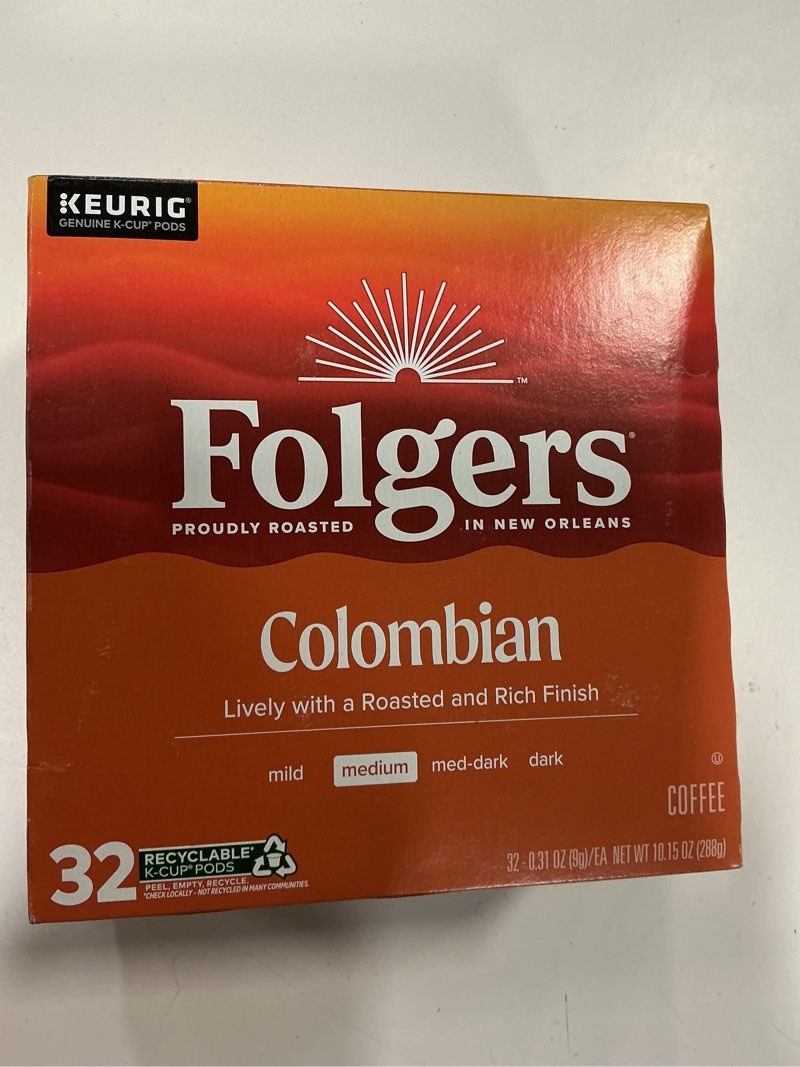 KEURIG®
GENUINE K-CUP® PODS
™
Folgers®
PROUDLY ROASTED IN NEW ORLEANS
Colombian
Lively with a Roasted and Rich Finish
mild medium med-dark dark
U
COFFEE
32 RECYCLABLE*
K-CUP® PODS
PEEL, EMPTY, RECYCLE.
*CHECK LOCALLY - NOT RECYCLED IN MANY COMMUNITIES.
32 - 0.31 OZ (9g)/EA NET WT 10.15 OZ (288g)